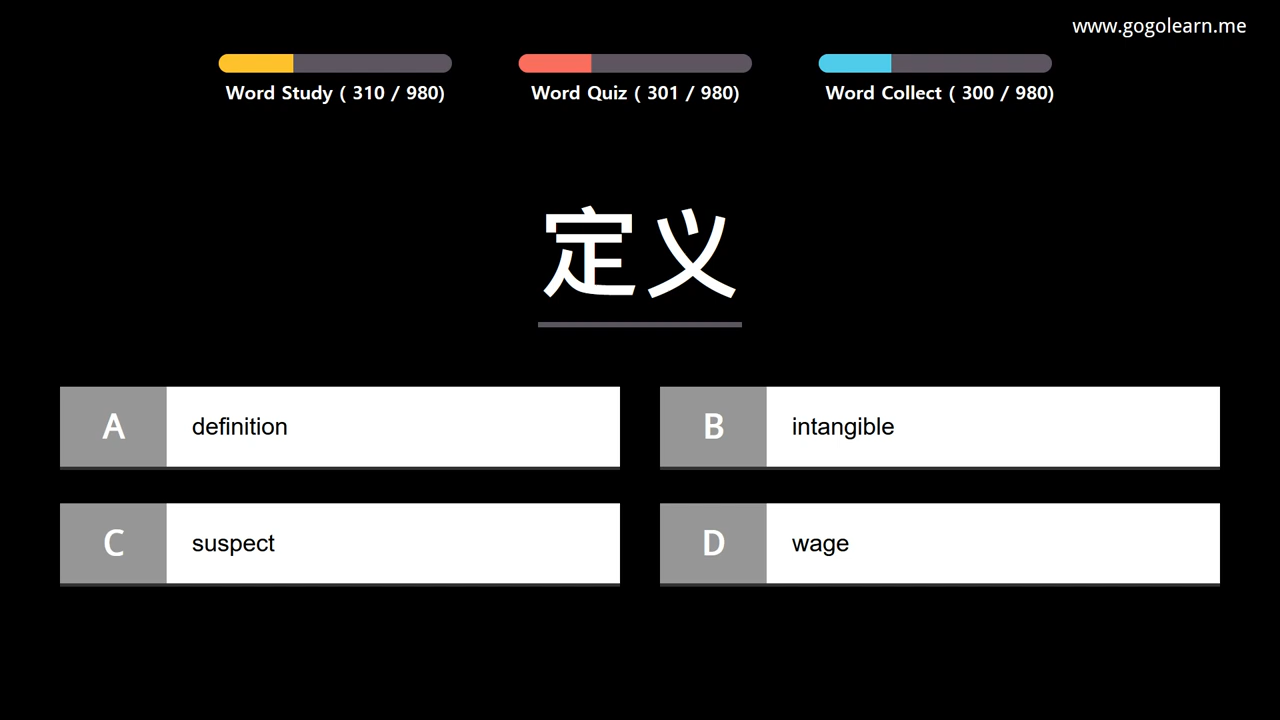 www.gogolearn.me
Word Study ( 310 / 980)
Word Quiz ( 301 / 980)
Word Collect ( 300 / 980)
定义
A definition
B intangible
C suspect
D wage